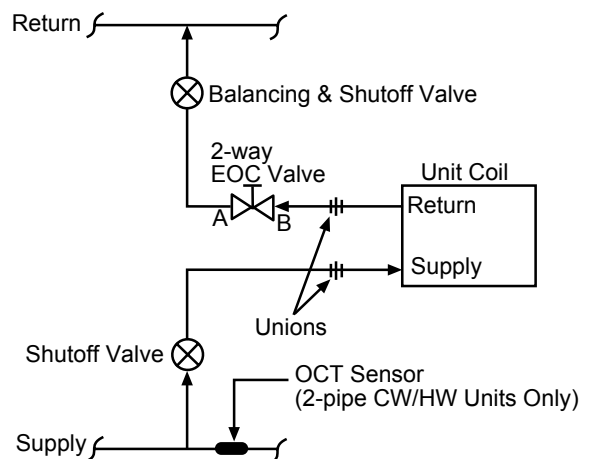 Return
Balancing & Shutoff Valve
2-way
EOC Valve
A
B
Unit Coil
Return
Supply
Unions
Shutoff Valve
OCT Sensor
(2-pipe CW/HW Units Only)
Supply